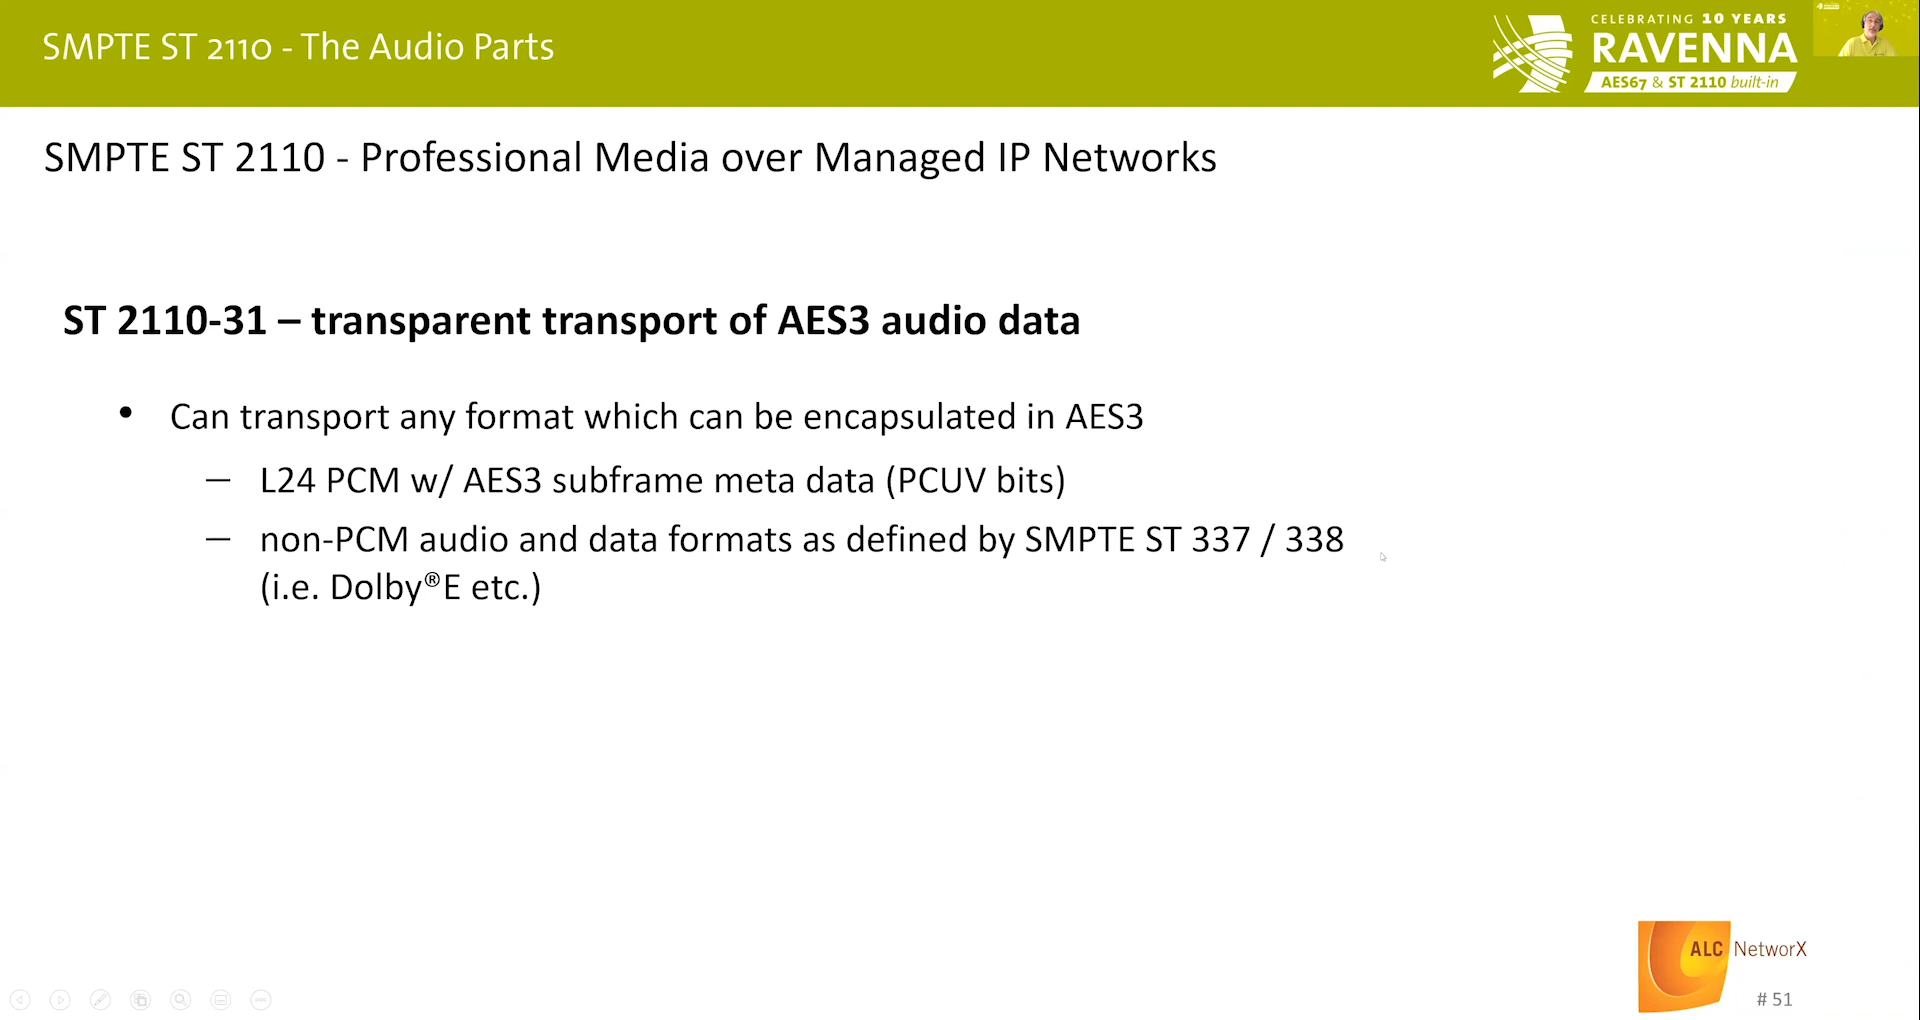 SMPTE ST 2110 - The Audio Parts
CELEBRATING 10 YEARS
RAVENNA
AES67 & ST 2110 built-in
SMPTE ST 2110 - Professional Media over Managed IP Networks
ST 2110-31 – transparent transport of AES3 audio data
• Can transport any format which can be encapsulated in AES3
– L24 PCM w/ AES3 subframe meta data (PCUV bits)
– non-PCM audio and data formats as defined by SMPTE ST 337 / 338
(i.e. Dolby®E etc.)
ALC NetworX
# 51